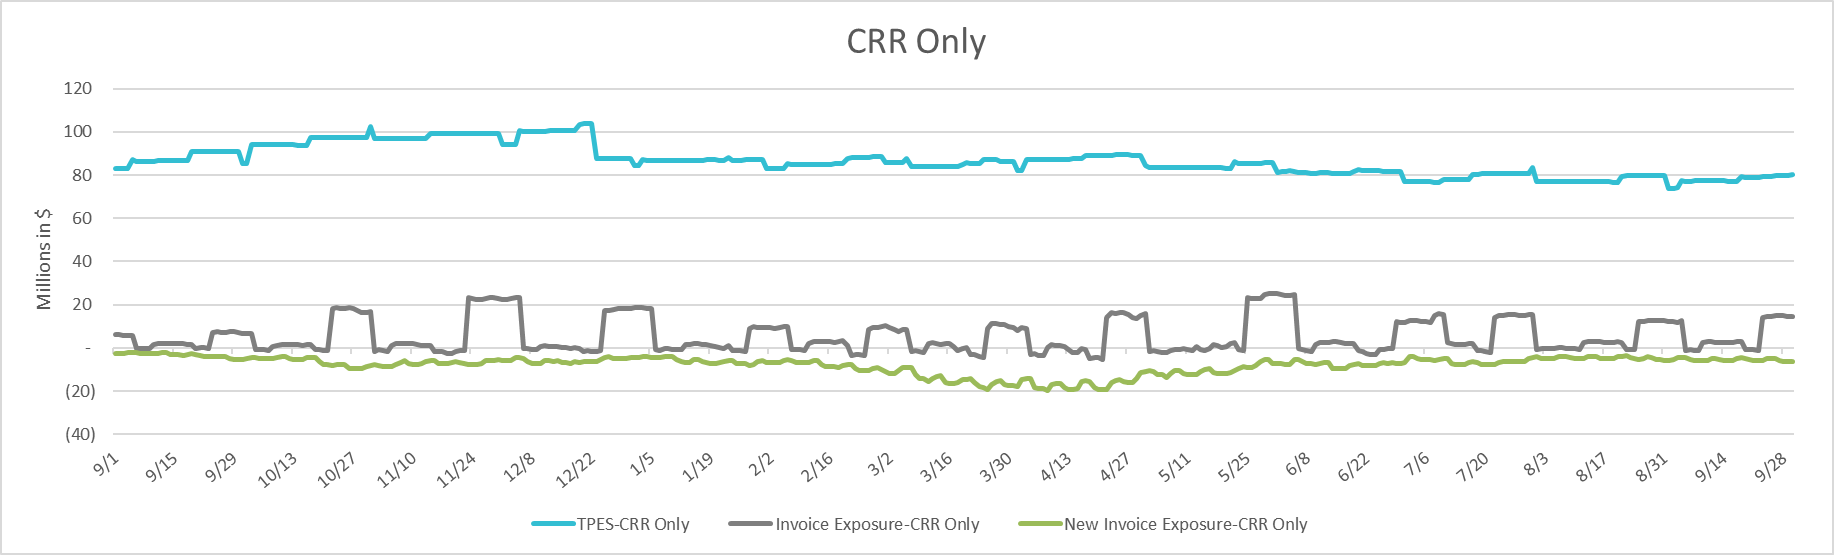 CRR Only
Millions in $
120
100
80
60
40
20
-
(20)
(40)
9/1 9/15 9/29 10/13 10/27 11/10 11/24 12/8 12/22 1/5 1/19 2/2 2/16 3/2 3/16 3/30 4/13 4/27 5/11 5/25 6/8 6/22 7/6 7/20 8/3 8/17 8/31 9/14 9/28
TPES-CRR Only Invoice Exposure-CRR Only New Invoice Exposure-CRR Only